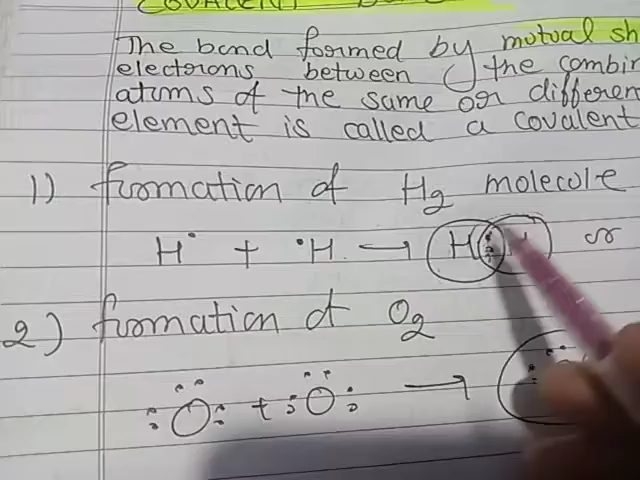 COVALENT
The bond formed by mutual sh
electrons between the combin
atoms of the same or differen
element is called a covalent
1) formation of H2 molecule
H· + ·H → H : H or
2) formation of O2
O + O →